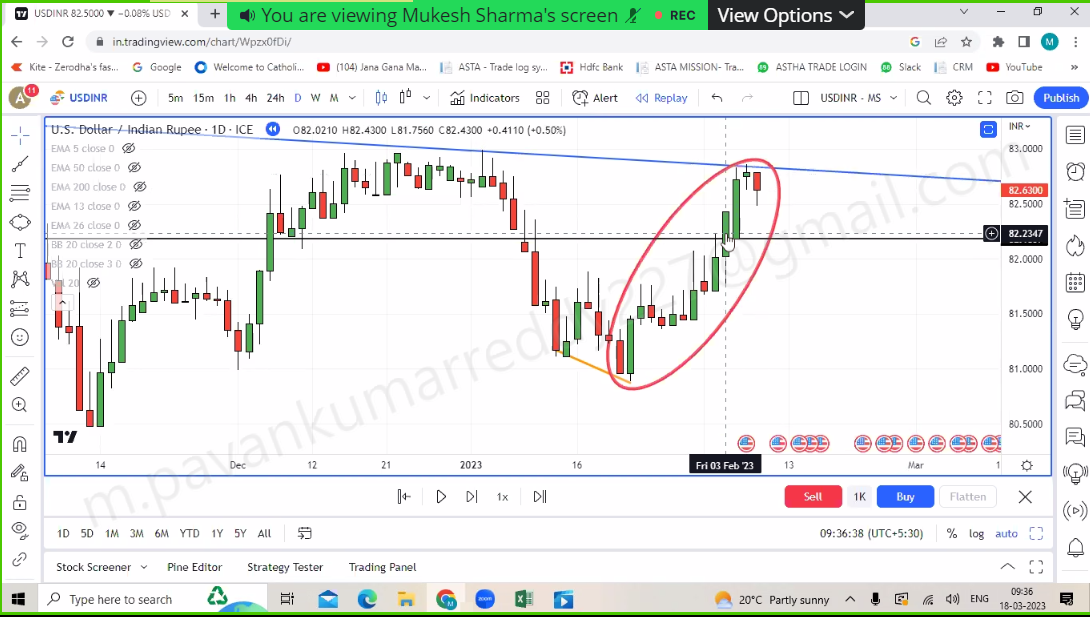 USDINR 82.5000 ▼ −0.08% USD
You are viewing Mukesh Sharma's screen
REC
View Options
in.tradingview.com/chart/Wpzx0fDi/
M
Kite - Zerodha's fas...
Google
Welcome to Catholi...
(104) Jana Gana Ma...
ASTA - Trade log sy...
Hdfc Bank
ASTA MISSION- Tra...
ASTHA TRADE LOGIN
Slack
CRM
YouTube
A
11
USDINR
5m 15m 1h 4h 24h D W M
Indicators
Alert
Replay
USDINR - MS
Publish
U.S. Dollar / Indian Rupee · 1D · ICE
O82.0210 H82.4300 L81.7560 C82.4300 +0.4110 (+0.50%)
INR
EMA 5 close 0
EMA 50 close 0
EMA 200 close 0
EMA 13 close 0
EMA 26 close 0
BB 20 close 2 0
BB 20 close 3 0
Vol 20
83.0000
82.6300
82.5000
82.2347
82.0000
81.5000
81.0000
80.5000
m.pavankumarreddy227@gmail.com
14 Dec 12 21 2023 16 Fri 03 Feb '23 13 Mar 1
1x
Sell
1K
Buy
Flatten
1D 5D 1M 3M 6M YTD 1Y 5Y All
09:36:38 (UTC+5:30)
% log auto
Stock Screener
Pine Editor
Strategy Tester
Trading Panel
Type here to search
20°C Partly sunny
ENG
09:36
18-03-2023